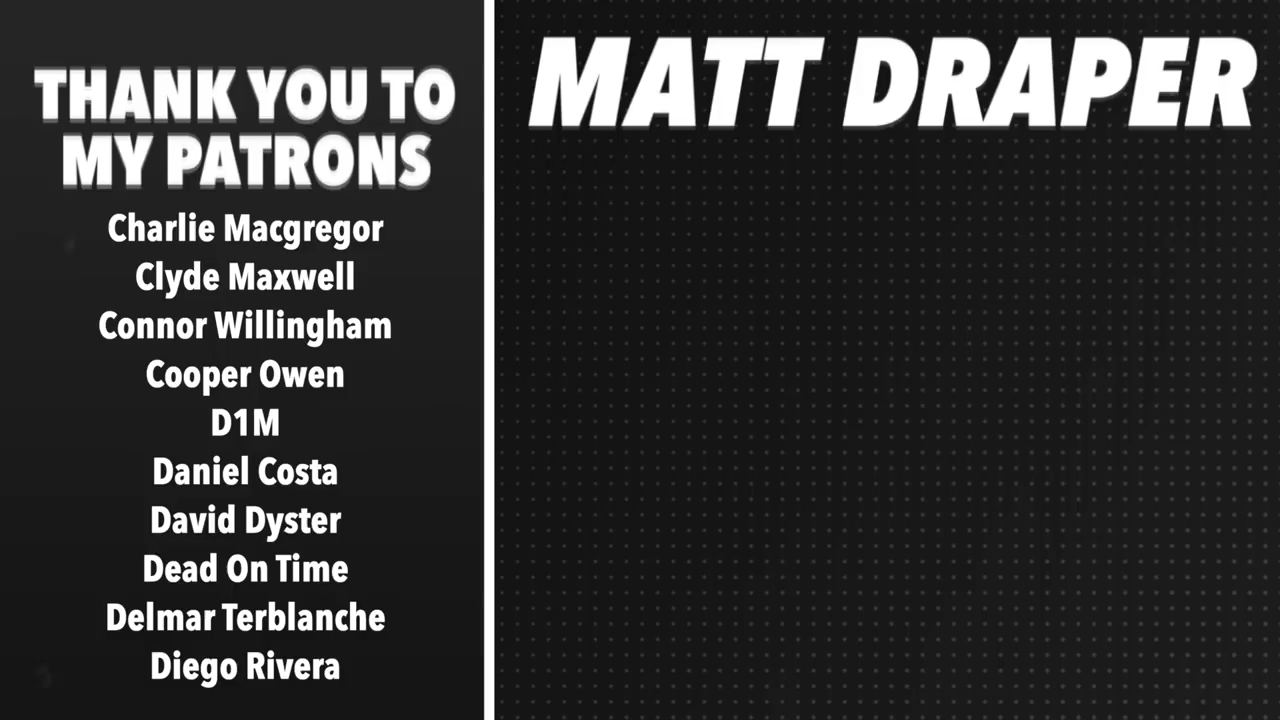 THANK YOU TO
MY PATRONS
Charlie Macgregor
Clyde Maxwell
Connor Willingham
Cooper Owen
D1M
Daniel Costa
David Dyster
Dead On Time
Delmar Terblanche
Diego Rivera
MATT DRAPER